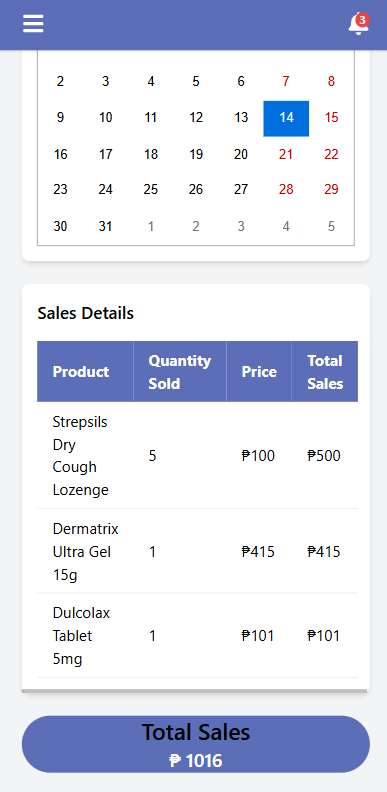 3
2 3 4 5 6 7 8
9 10 11 12 13 14 15
16 17 18 19 20 21 22
23 24 25 26 27 28 29
30 31 1 2 3 4 5
Sales Details
Product Quantity Sold Price Total Sales
Strepsils
Dry
Cough
Lozenge
5 ₱100 ₱500
Dermatrix
Ultra Gel
15g
1 ₱415 ₱415
Dulcolax
Tablet
5mg
1 ₱101 ₱101
Total Sales
₱ 1016